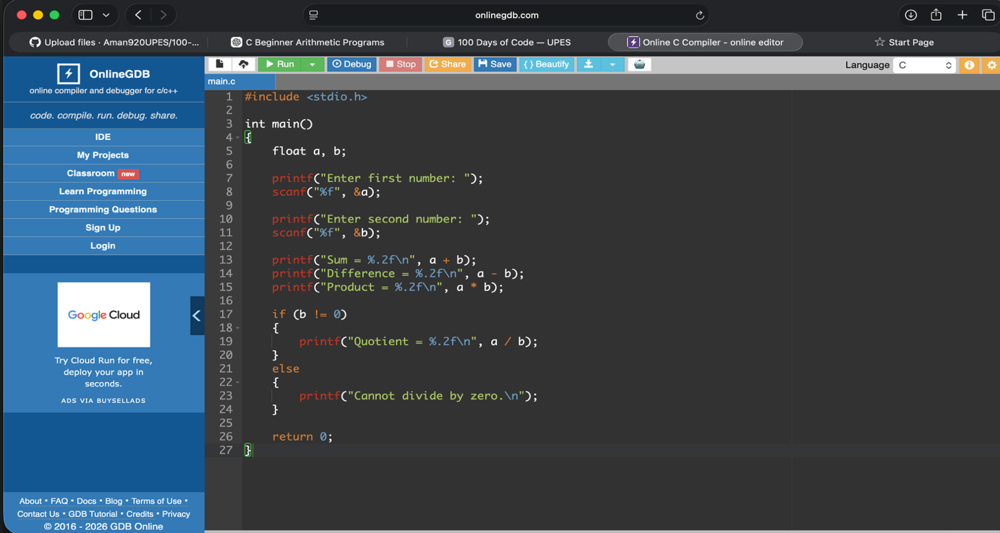 onlinegdb.com
Upload files · Aman920UPES/100-...
C Beginner Arithmetic Programs
G 100 Days of Code — UPES
Online C Compiler - online editor
Start Page
OnlineGDB
online compiler and debugger for c/c++
code. compile. run. debug. share.
IDE
My Projects
Classroom new
Learn Programming
Programming Questions
Sign Up
Login
Google Cloud
Try Cloud Run for free,
deploy your app in
seconds.
ADS VIA BUYSELLADS
About • FAQ • Docs • Blog • Terms of Use •
Contact Us • GDB Tutorial • Credits • Privacy
© 2016 - 2026 GDB Online
Run Debug Stop Share Save { } Beautify Language C
main.c
1 #include <stdio.h>
2
3 int main()
4 {
5     float a, b;
6
7     printf("Enter first number: ");
8     scanf("%f", &a);
9
10     printf("Enter second number: ");
11     scanf("%f", &b);
12
13     printf("Sum = %.2f\n", a + b);
14     printf("Difference = %.2f\n", a - b);
15     printf("Product = %.2f\n", a * b);
16
17     if (b != 0)
18     {
19         printf("Quotient = %.2f\n", a / b);
20     }
21     else
22     {
23         printf("Cannot divide by zero.\n");
24     }
25
26     return 0;
27 }